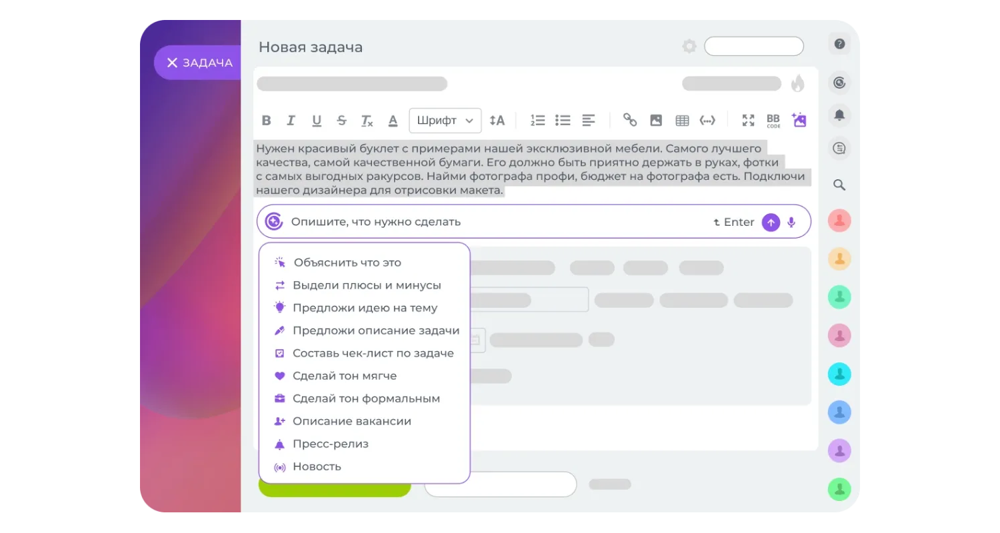 ЗАДАЧА
Новая задача
B I U S Tx A Шрифт A BB CODE
Нужен красивый буклет с примерами нашей эксклюзивной мебели. Самого лучшего
качества, самой качественной бумаги. Его должно быть приятно держать в руках, фотки
с самых выгодных ракурсов. Найми фотографа профи, бюджет на фотографа есть. Подключи
нашего дизайнера для отрисовки макета.
Опишите, что нужно сделать Enter
Объяснить что это
Выдели плюсы и минусы
Предложи идею на тему
Предложи описание задачи
Составь чек-лист по задаче
Сделай тон мягче
Сделай тон формальным
Описание вакансии
Пресс-релиз
Новость